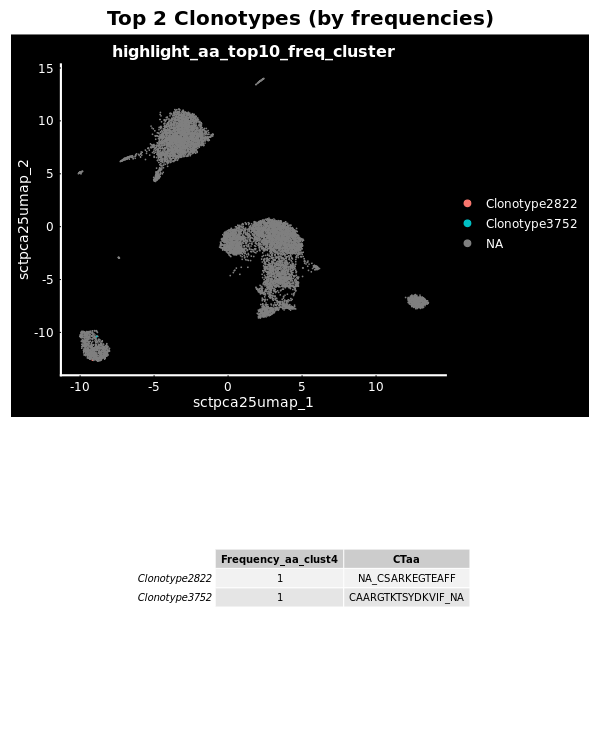 Top 2 Clonotypes (by frequencies)
highlight_aa_top10_freq_cluster
15
10
5
0
-5
-10
sctpca25umap_2
-10 -5 0 5 10
sctpca25umap_1
Clonotype2822
Clonotype3752
NA
Frequency_aa_clust4 CTaa
Clonotype2822 1 NA_CSARKEGTEAFF
Clonotype3752 1 CAARGTKTSYDKVIF_NA